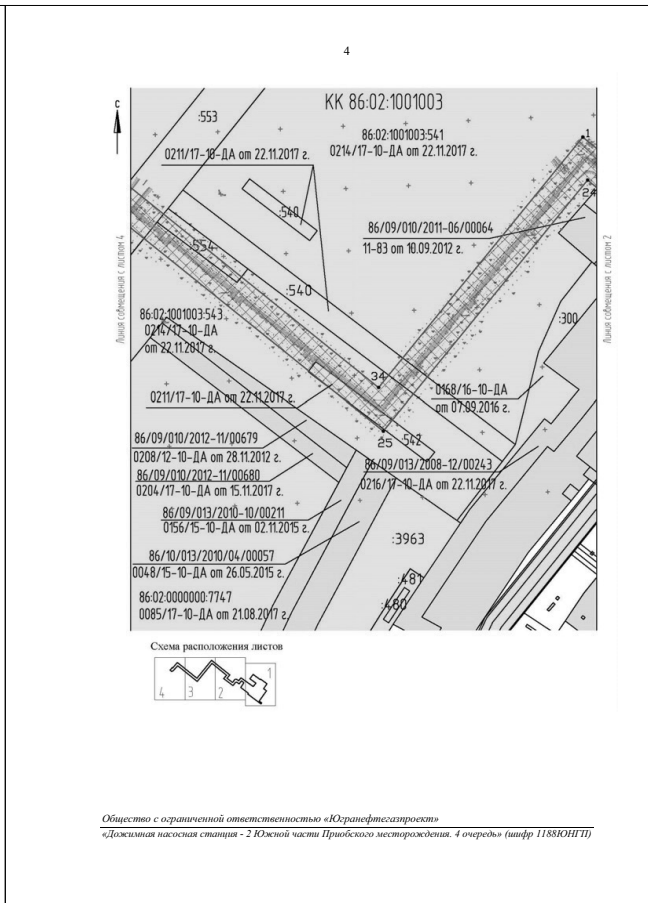 4
КК 86:02:1001003
С
:553
86:02:1001003:541
0214/17-10-ДА от 22.11.2017 г.
1
0211/17-10-ДА от 22.11.2017 г.
24
:540
86/09/010/2011-06/00064
11-83 от 10.09.2012 г.
Линия совмещения с листом 4
Линия совмещения с листом 2
:554
:540
:300
86:02:1001003:543
0214/17-10-ДА
от 22.11.2017 г.
34
0168/16-10-ДА
от 07.09.2016 г.
0211/17-10-ДА от 22.11.2017 г.
25
:542
86/09/010/2012-11/00679
0208/12-10-ДА от 28.11.2012 г.
86/09/013/2008-12/00243
0216/17-10-ДА от 22.11.2017 г.
86/09/010/2012-11/00680
0204/17-10-ДА от 15.11.2017 г.
86/09/013/2010-10/00211
0156/15-10-ДА от 02.11.2015 г.
:3963
86/10/013/2010/04/00057
0048/15-10-ДА от 26.05.2015 г.
:481
:480
86:02:0000000:7747
0085/17-10-ДА от 21.08.2017 г.
Схема расположения листов
4 3 2 1
Общество с ограниченной ответственностью «Югранефтегазпроект»
«Дожимная насосная станция - 2 Южной части Приобского месторождения. 4 очередь» (шифр 1188ЮНГП)